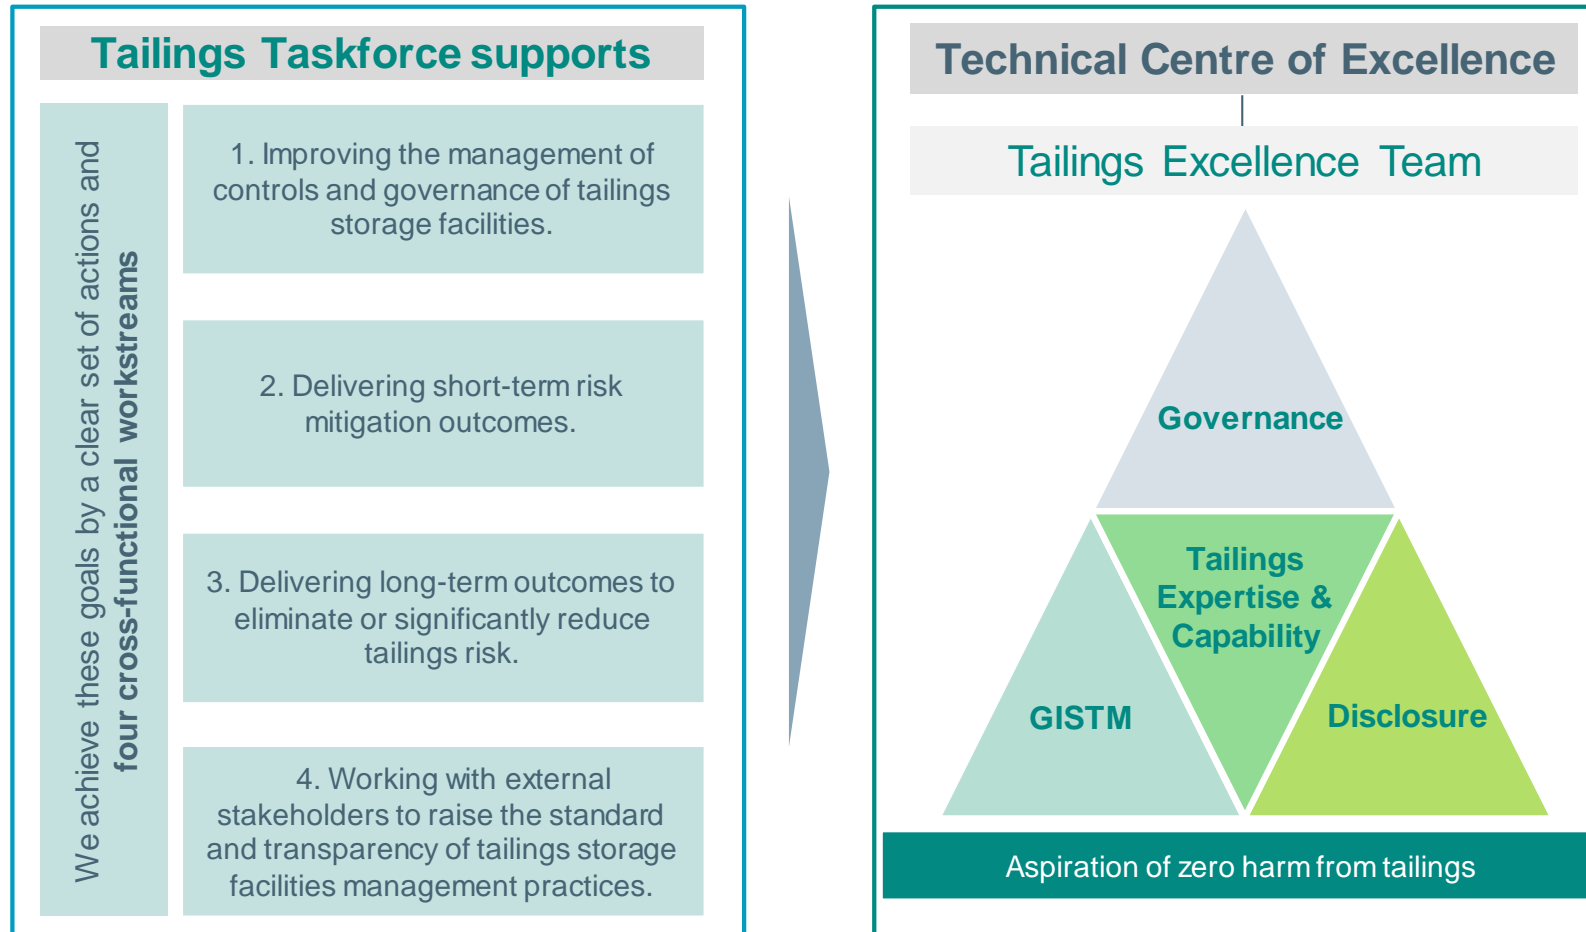 Tailings Taskforce supports
We achieve these goals by a clear set of actions and
four cross-functional workstreams
1. Improving the management of
controls and governance of tailings
storage facilities.
2. Delivering short-term risk
mitigation outcomes.
3. Delivering long-term outcomes to
eliminate or significantly reduce
tailings risk.
4. Working with external
stakeholders to raise the standard
and transparency of tailings storage
facilities management practices.
Technical Centre of Excellence
Tailings Excellence Team
Governance
Tailings
Expertise &
Capability
GISTM
Disclosure
Aspiration of zero harm from tailings